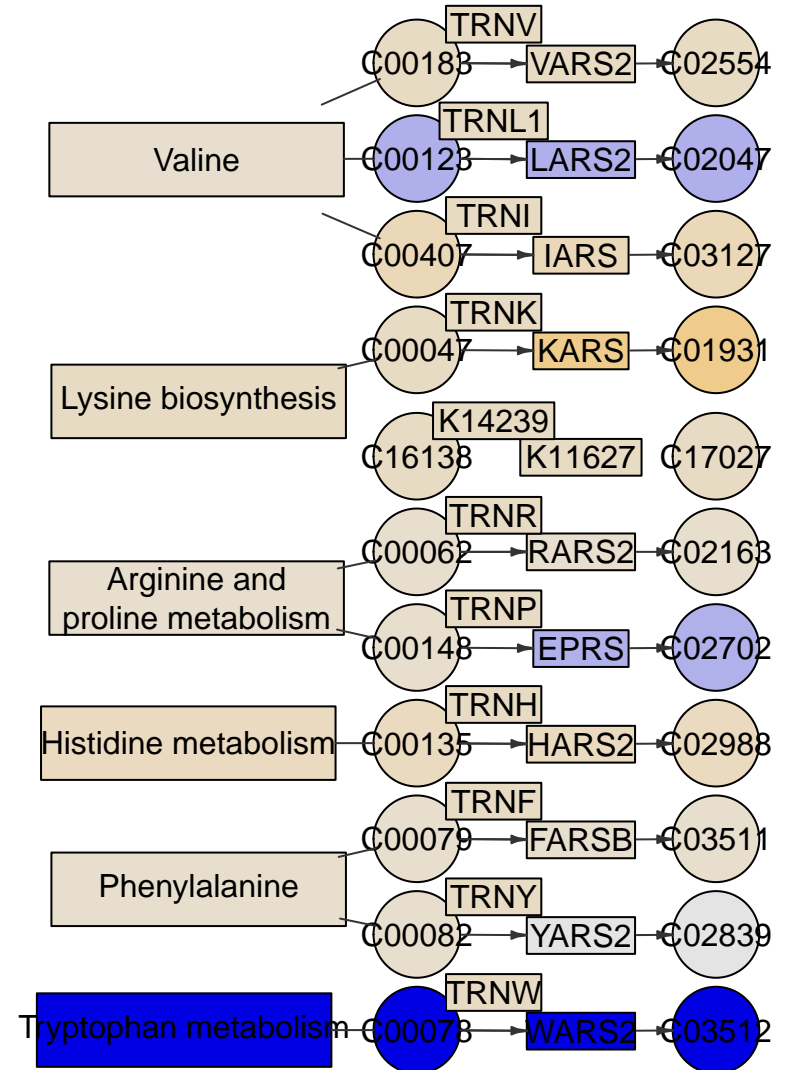 TRNV
C00183
VARS2
C02554
TRNL1
Valine
C00123
LARS2
C02047
TRNI
C00407
IARS
C03127
TRNK
C00047
KARS
C01931
Lysine biosynthesis
K14239
C16138
K11627
C17027
TRNR
C00062
RARS2
C02163
Arginine and
proline metabolism
TRNP
C00148
EPRS
C02702
TRNH
Histidine metabolism
C00135
HARS2
C02988
TRNF
C00079
FARSB
C03511
Phenylalanine
TRNY
C00082
YARS2
C02839
TRNW
Tryptophan metabolism
C00078
WARS2
C03512